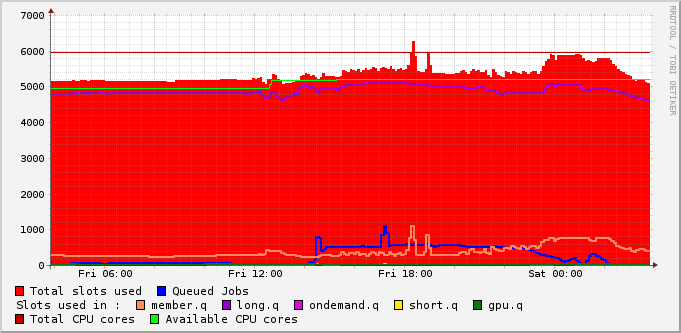 7000
6000
5000
4000
3000
2000
1000
0
Fri 06:00 Fri 12:00 Fri 18:00 Sat 00:00
Total slots used Queued Jobs
Slots used in : member.q long.q ondemand.q short.q gpu.q
Total CPU cores Available CPU cores
RRDTOOL / TOBI OETIKER